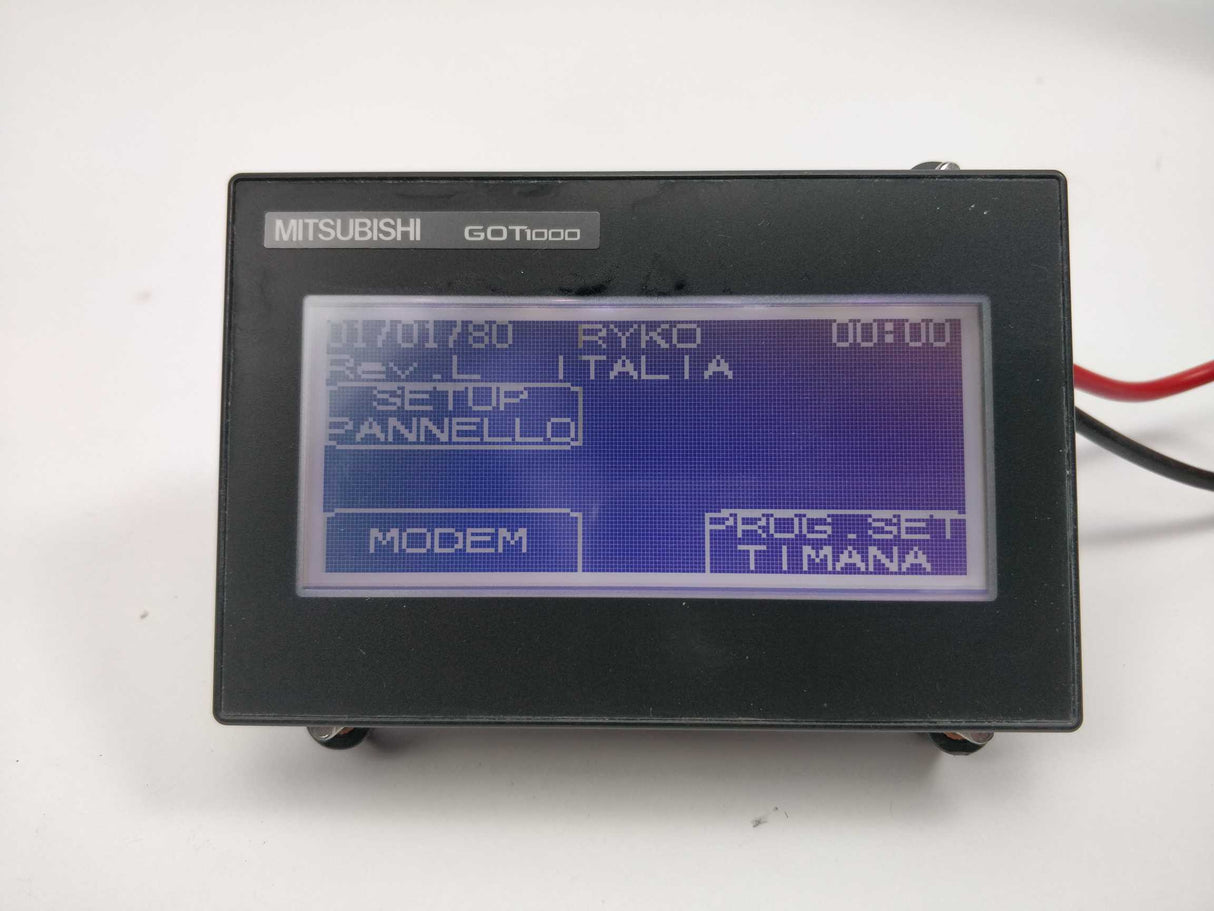 MITSUBISHI GOT1000
01/01/80 RYKO 00:00
Rev.L ITALIA
SETUP
PANNELLO
MODEM
PROG.SET
TIMANA